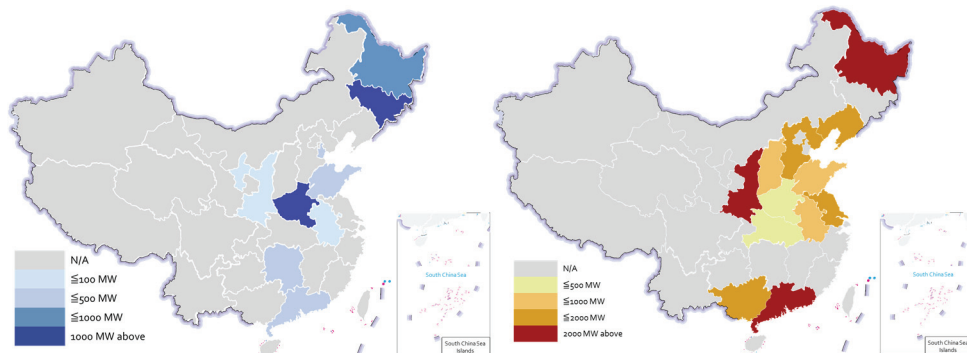 N/A
≦100 MW
≦500 MW
≦1000 MW
1000 MW above
South China Sea
South China Sea
Islands
N/A
≦500 MW
≦1000 MW
≦2000 MW
2000 MW above
South China Sea
South China Sea
Islands